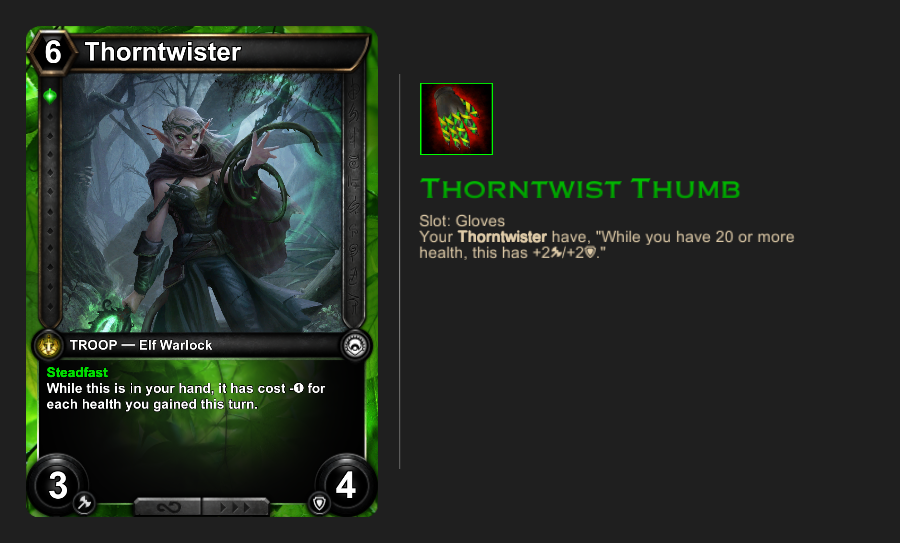 6 Thorntwister
TROOP — Elf Warlock
Steadfast
While this is in your hand, it has cost -1 for
each health you gained this turn.
3
4
Thorntwist Thumb
Slot: Gloves
Your Thorntwister have, "While you have 20 or more
health, this has +2/+2."